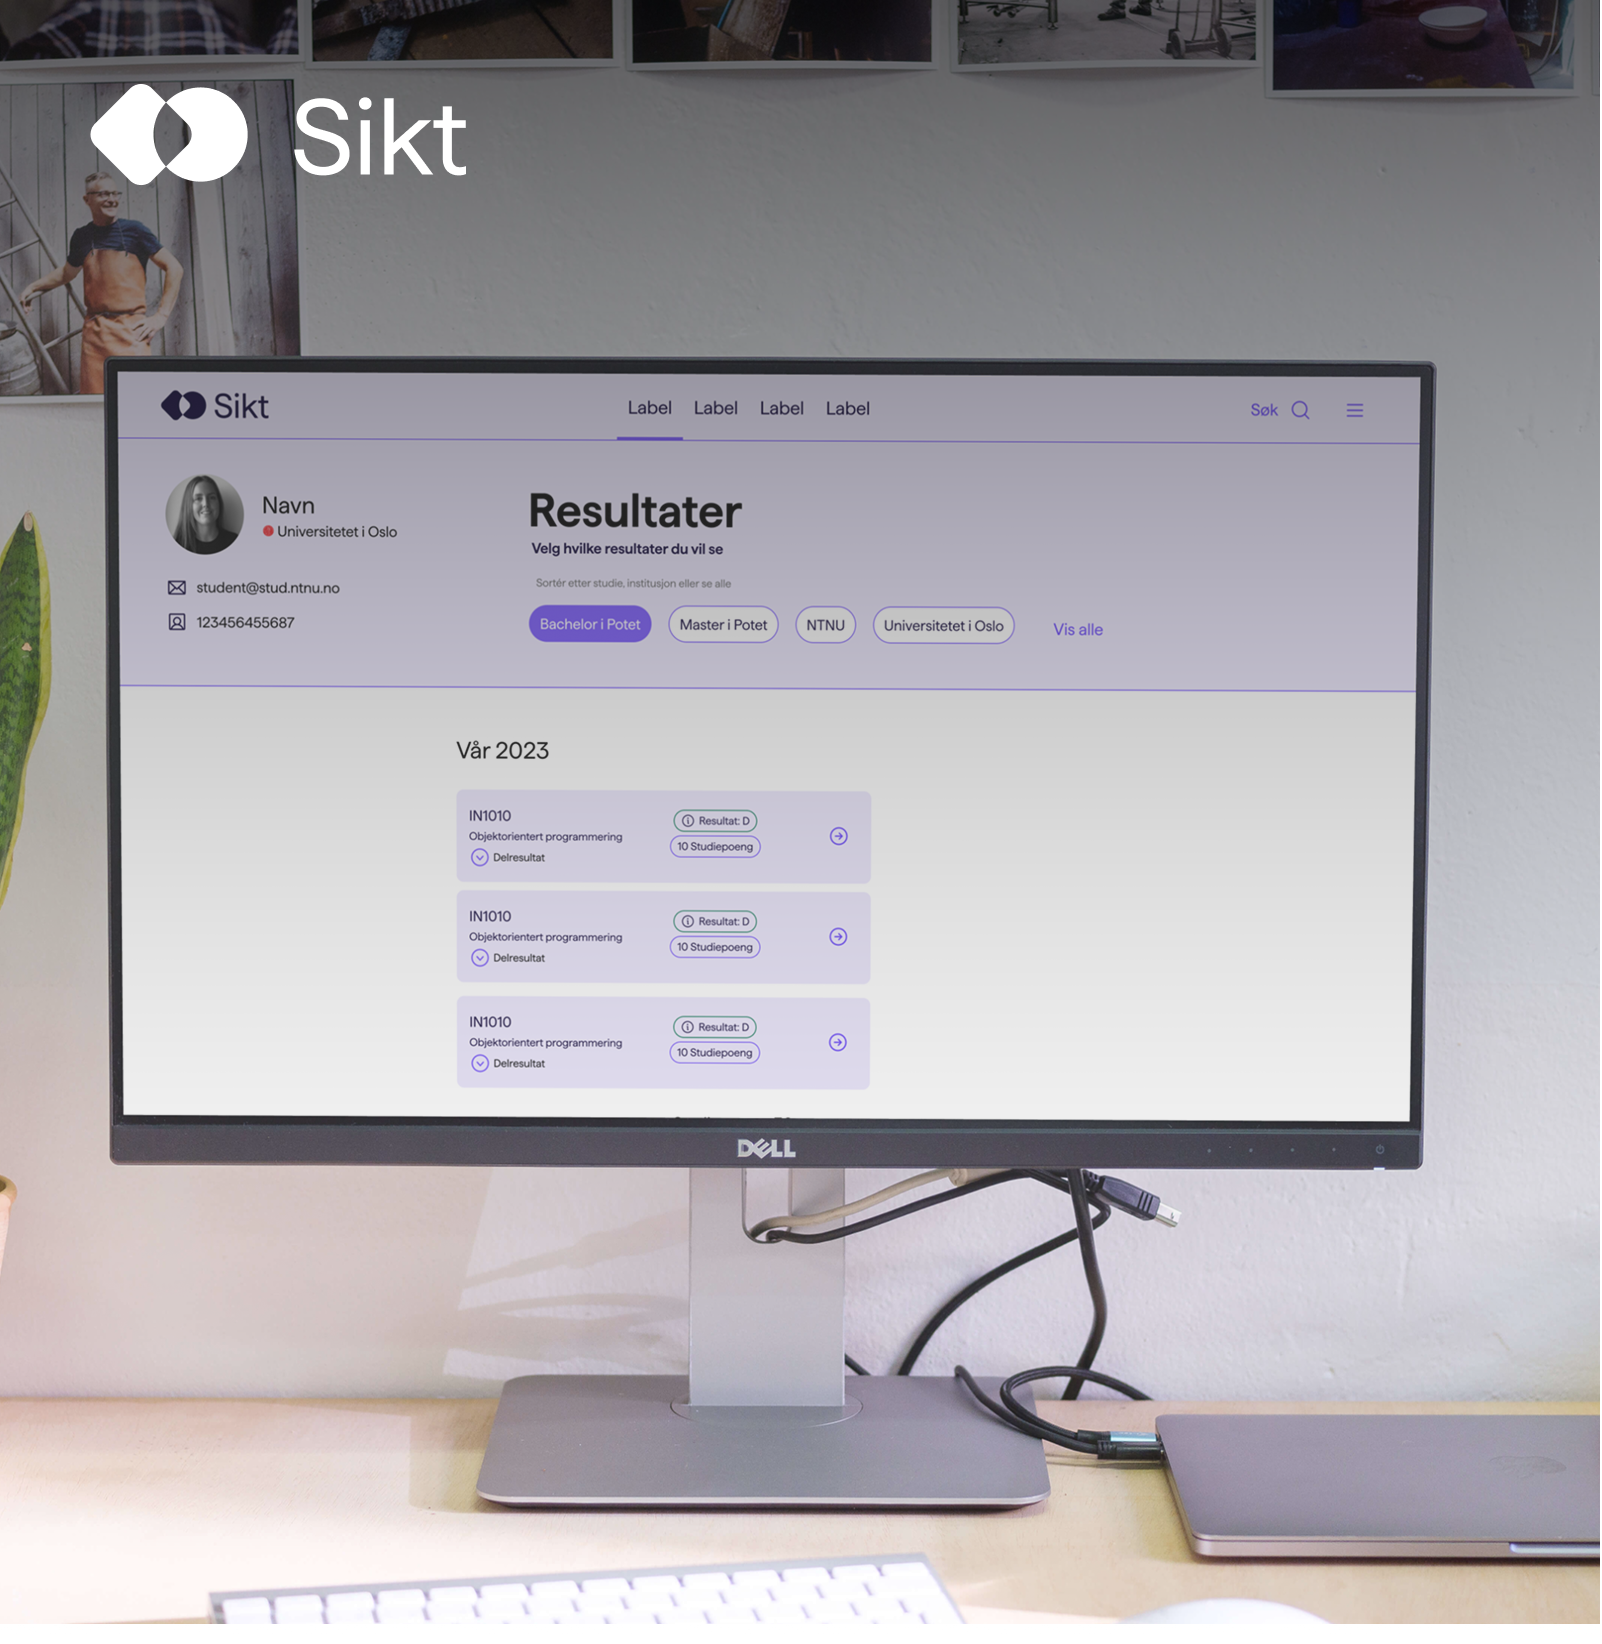 Sikt
Sikt
Label Label Label Label
Søk
Navn
Universitetet i Oslo
student@stud.ntnu.no
123456455687
Resultater
Velg hvilke resultater du vil se
Sortér etter studie, institusjon eller se alle
Bachelor i Potet Master i Potet NTNU Universitetet i Oslo Vis alle
Vår 2023
IN1010
Objektorientert programmering
Delresultat
Resultat: D
10 Studiepoeng
IN1010
Objektorientert programmering
Delresultat
Resultat: D
10 Studiepoeng
IN1010
Objektorientert programmering
Delresultat
Resultat: D
10 Studiepoeng
DELL